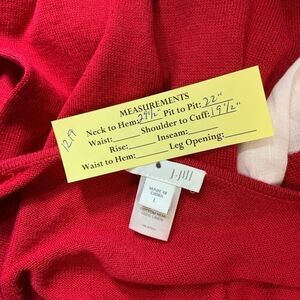 MEASUREMENTS
Neck to Hem: 29½" Pit to Pit: 22"
Waist: Shoulder to Cuff: 19½"
Rise: Inseam:
Waist to Hem: Leg Opening:
1219
J.Jill
MADE IN
CHINA
L